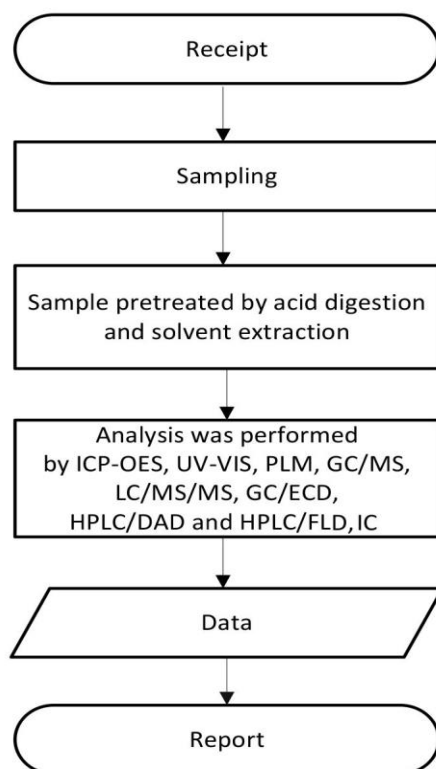 Receipt
Sampling
Sample pretreated by acid digestion
and solvent extraction
Analysis was performed
by ICP-OES, UV-VIS, PLM, GC/MS,
LC/MS/MS, GC/ECD,
HPLC/DAD and HPLC/FLD, IC
Data
Report